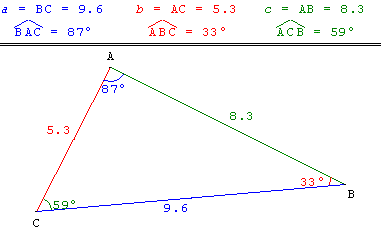 a = BC = 9.6 b = AC = 5.3 c = AB = 8.3
BAC = 87° ABC = 33° ACB = 59°
A
87°
8.3
5.3
33°
B
59°
9.6
C